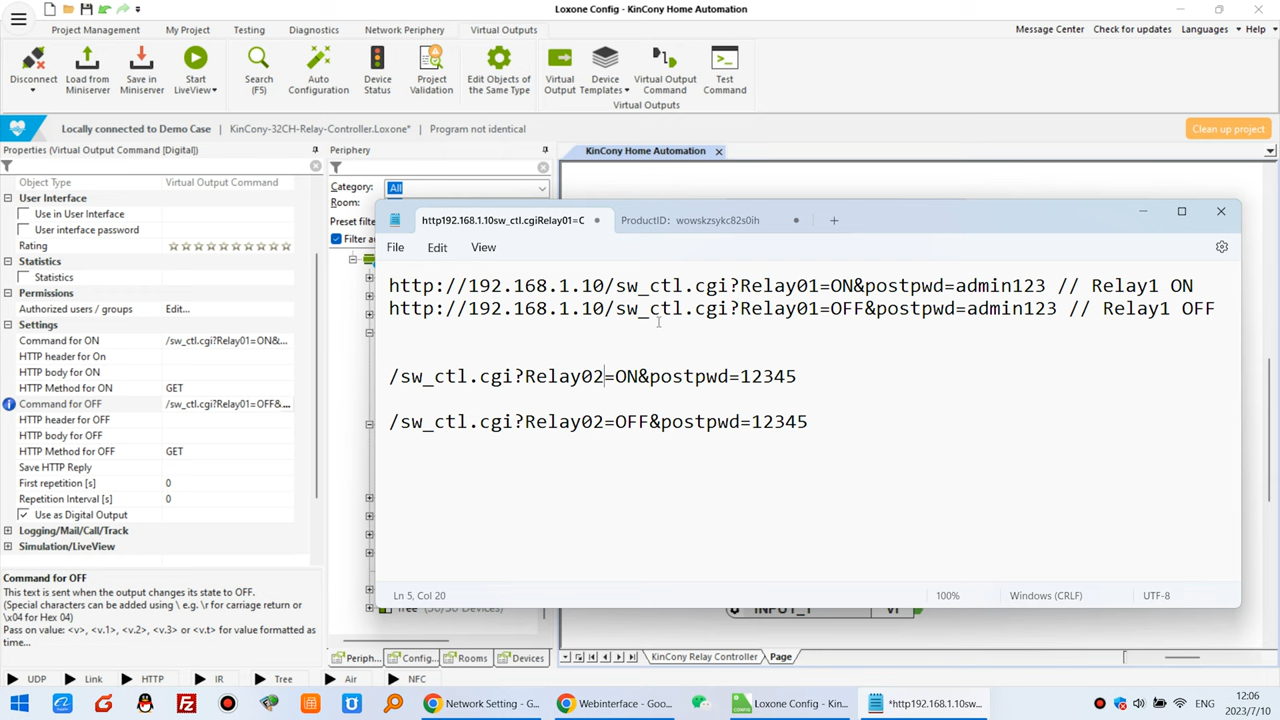 Loxone Config - KinCony Home Automation
Project Management My Project Testing Diagnostics Network Periphery Virtual Outputs
Message Center Check for updates Languages Help
Disconnect Load from Miniserver Save in Miniserver Start LiveView Search (F5) Auto Configuration Device Status Project Validation Edit Objects of the Same Type Virtual Output Device Templates Virtual Output Command Test Command
Virtual Outputs
Locally connected to Demo Case KinCony-32CH-Relay-Controller.Loxone* Program not identical Clean up project
Properties (Virtual Output Command [Digital])
Object Type Virtual Output Command
User Interface
Use in User Interface
User interface password
Rating
Statistics
Statistics
Permissions
Authorized users / groups Edit...
Settings
Command for ON /sw_ctl.cgi?Relay01=ON&...
HTTP header for On
HTTP body for ON
HTTP Method for ON GET
Command for OFF /sw_ctl.cgi?Relay01=OFF&...
HTTP header for OFF
HTTP body for OFF
HTTP Method for OFF GET
Save HTTP Reply
First repetition [s] 0
Repetition Interval [s] 0
Use as Digital Output
Logging/Mail/Call/Track
Simulation/LiveView
Command for OFF
This text is sent when the output changes its state to OFF.
(Special characters can be added using \ e.g. \r for carriage return or
\x04 for Hex 04)
Pass on value: <v>, <v.1>, <v.2>, <v.3> or <v.t> for value formatted as
time...
Periphery
Category: All
Room:
Preset filter
Filter au
KinCony Home Automation
http192.168.1.10sw_ctl.cgiRelay01=C
ProductID: wowskzsykc82s0ih
File Edit View
http://192.168.1.10/sw_ctl.cgi?Relay01=ON&postpwd=admin123 // Relay1 ON
http://192.168.1.10/sw_ctl.cgi?Relay01=OFF&postpwd=admin123 // Relay1 OFF
/sw_ctl.cgi?Relay02=ON&postpwd=12345
/sw_ctl.cgi?Relay02=OFF&postpwd=12345
Ln 5, Col 20 100% Windows (CRLF) UTF-8
Periph... Config... Rooms Devices
KinCony Relay Controller Page
UDP Link HTTP IR Tree Air NFC
Network Setting - G... Webinterface - Goo... Loxone Config - Kin... *http192.168.1.10sw...
ENG
12:06
2023/7/10